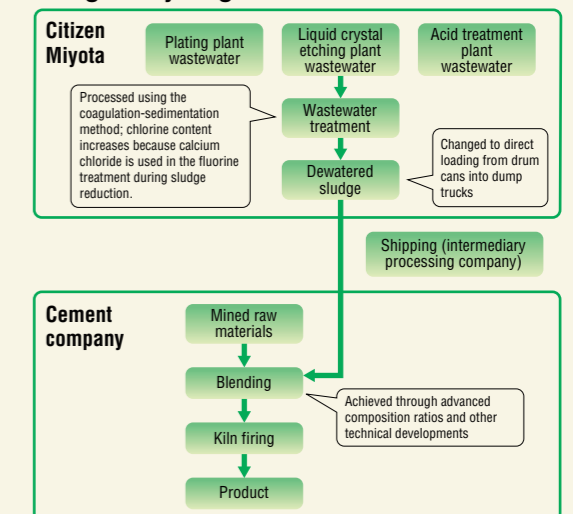 Citizen
Miyota
Plating plant
wastewater
Liquid crystal
etching plant
wastewater
Acid treatment
plant
wastewater
Processed using the
coagulation-sedimentation
method; chlorine content
increases because calcium
chloride is used in the fluorine
treatment during sludge
reduction.
Wastewater
treatment
Dewatered
sludge
Changed to direct
loading from drum
cans into dump
trucks
Shipping (intermediary
processing company)
Cement
company
Mined raw
materials
Blending
Achieved through advanced
composition ratios and other
technical developments
Kiln firing
Product